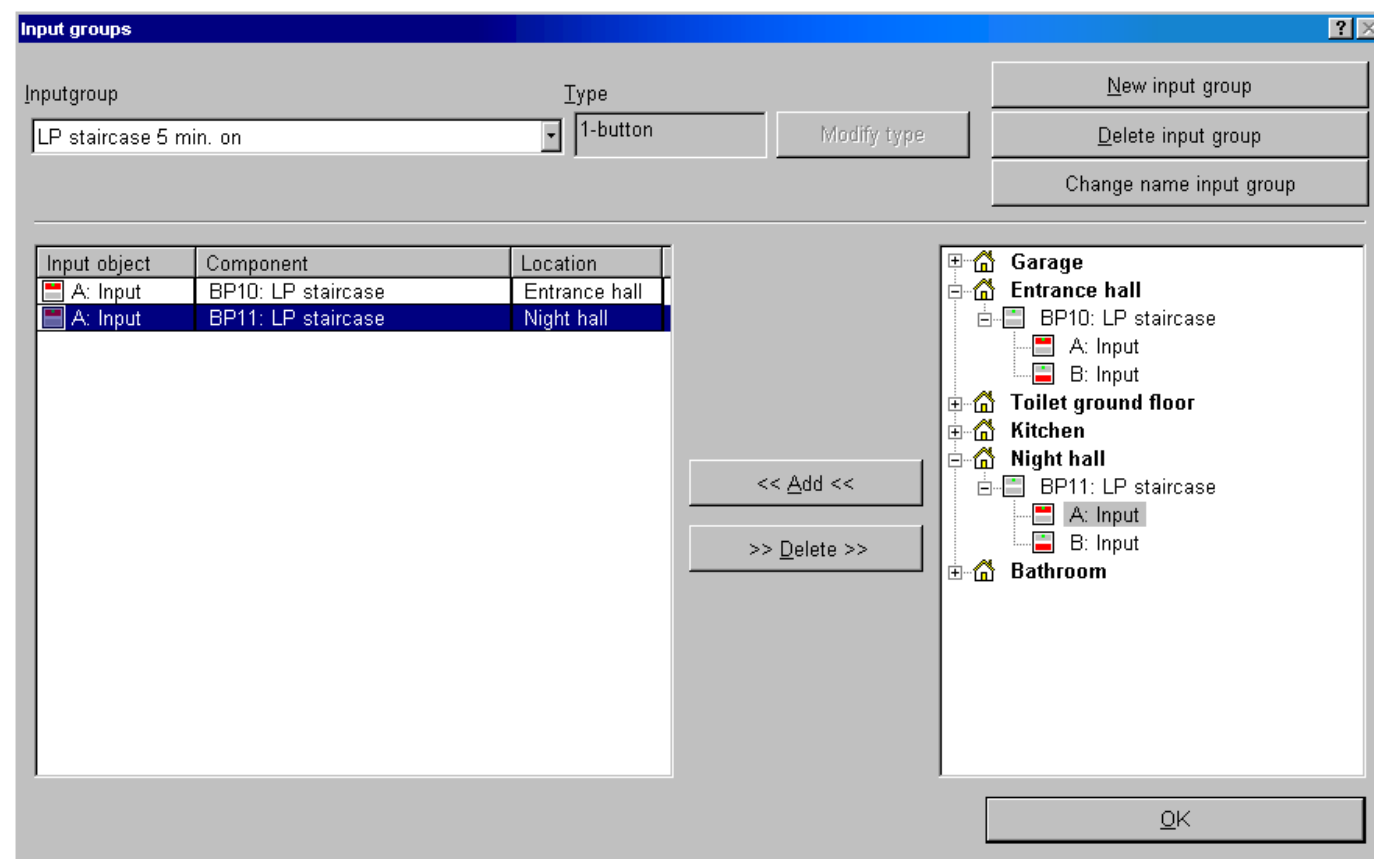 Input groups
Inputgroup
Type
LP staircase 5 min. on
1-button
Modify type
New input group
Delete input group
Change name input group
Input object Component Location
A: Input BP10: LP staircase Entrance hall
A: Input BP11: LP staircase Night hall
<< Add <<
>> Delete >>
Garage
Entrance hall
BP10: LP staircase
A: Input
B: Input
Toilet ground floor
Kitchen
Night hall
BP11: LP staircase
A: Input
B: Input
Bathroom
OK